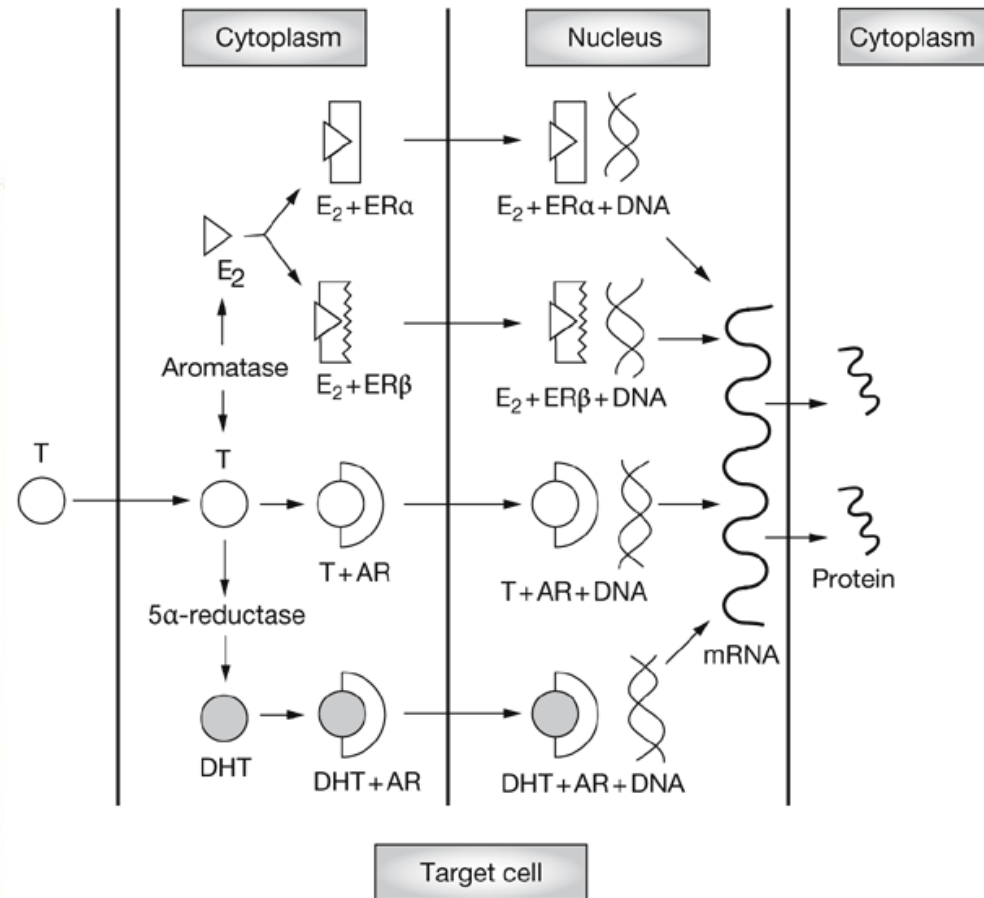 Cytoplasm
Nucleus
Cytoplasm
E₂+ERα
E₂+ERα+DNA
E₂
Aromatase
E₂+ERβ
E₂+ERβ+DNA
T
T
T+AR
T+AR+DNA
Protein
5α-reductase
mRNA
DHT
DHT+AR
DHT+AR+DNA
Target cell